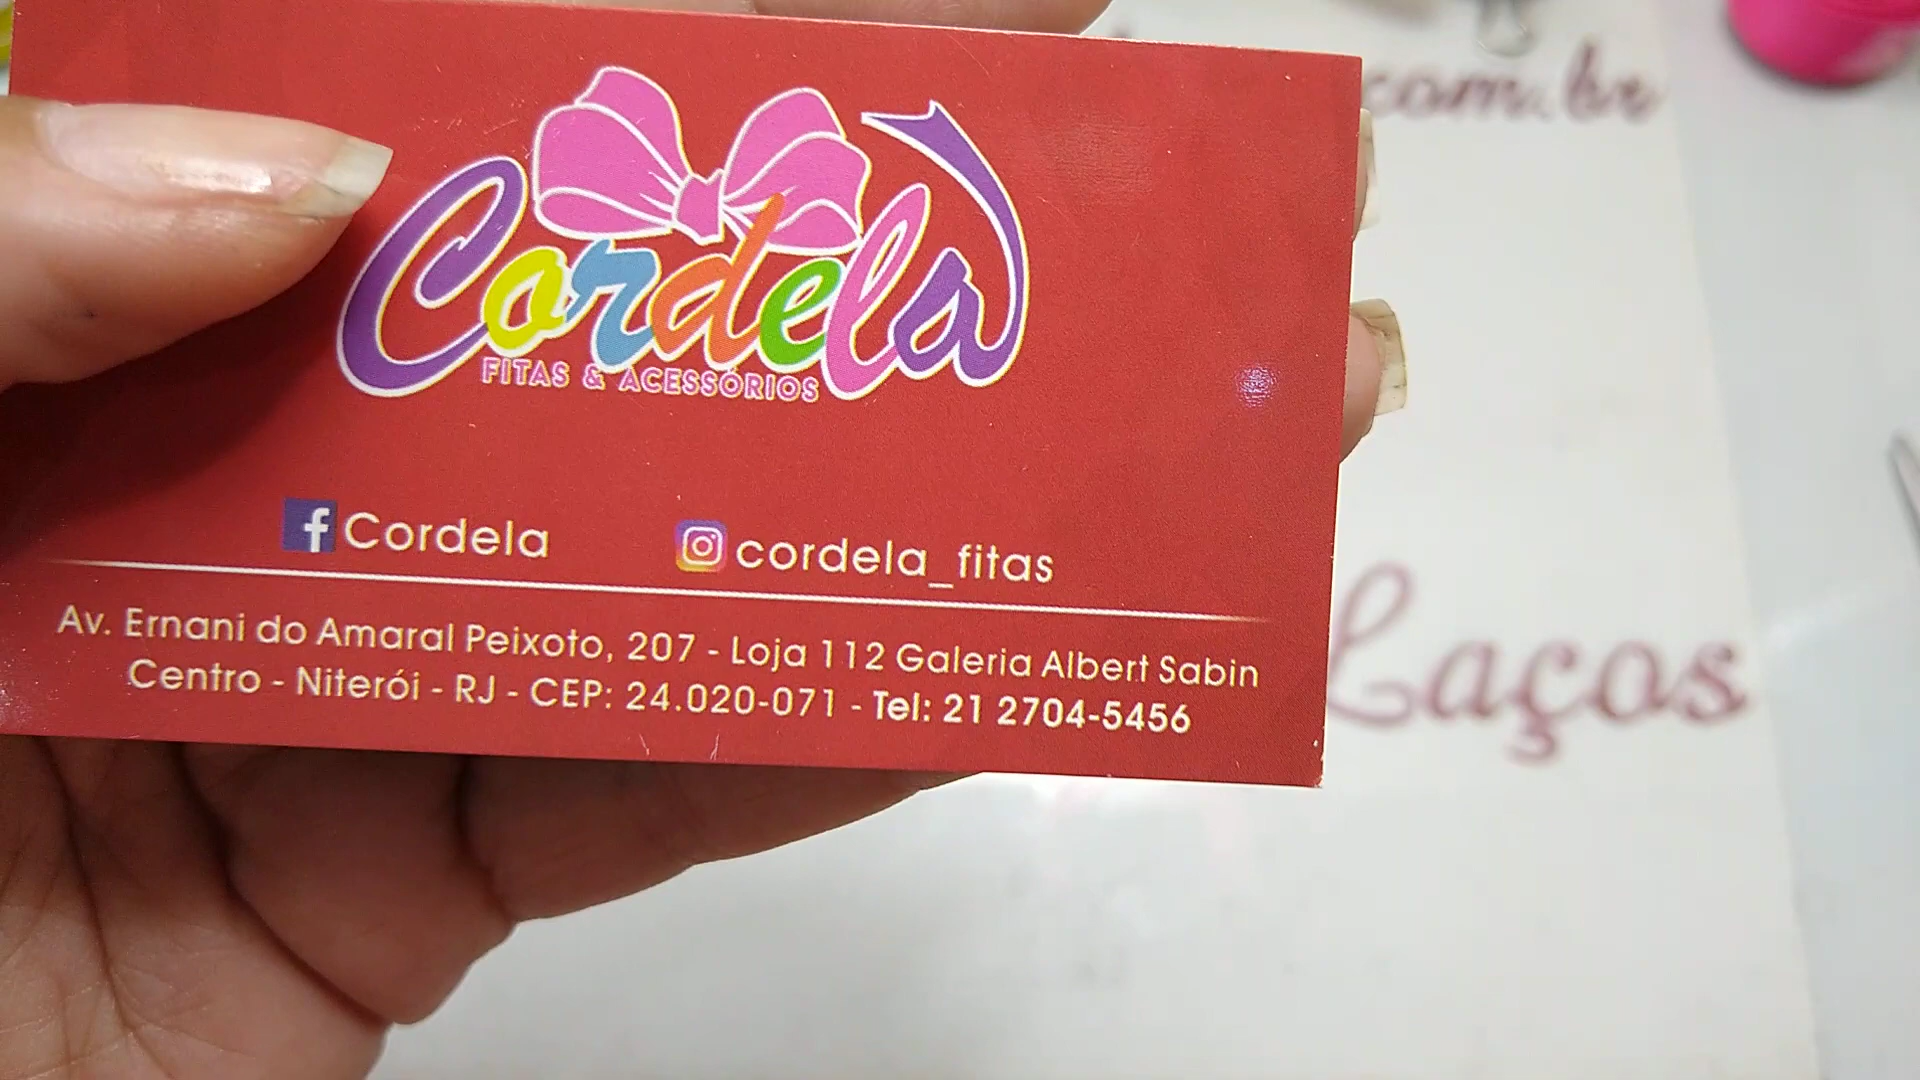 .com.br
Cordela
FITAS & ACESSÓRIOS
Cordela
cordela_fitas
Av. Ernani do Amaral Peixoto, 207 - Loja 112 Galeria Albert Sabin
Centro - Niterói - RJ - CEP: 24.020-071 - Tel: 21 2704-5456
Laços